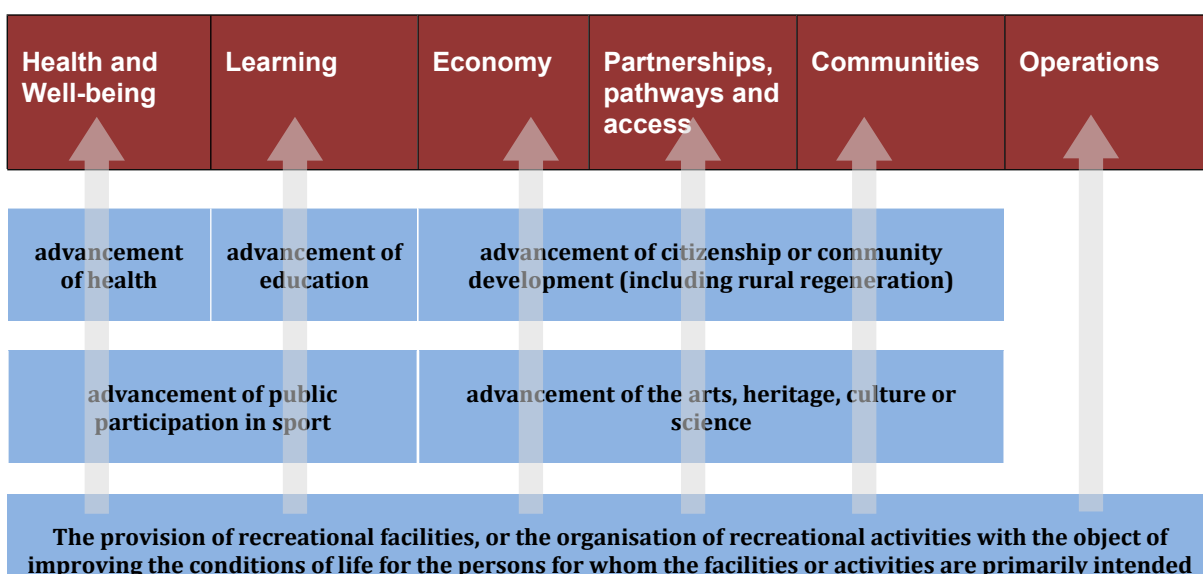 Health and
Well-being
Learning
Economy
Partnerships,
pathways and
access
Communities
Operations
advancement
of health
advancement of
education
advancement of citizenship or community
development (including rural regeneration)
advancement of public
participation in sport
advancement of the arts, heritage, culture or
science
The provision of recreational facilities, or the organisation of recreational activities with the object of
improving the conditions of life for the persons for whom the facilities or activities are primarily intended